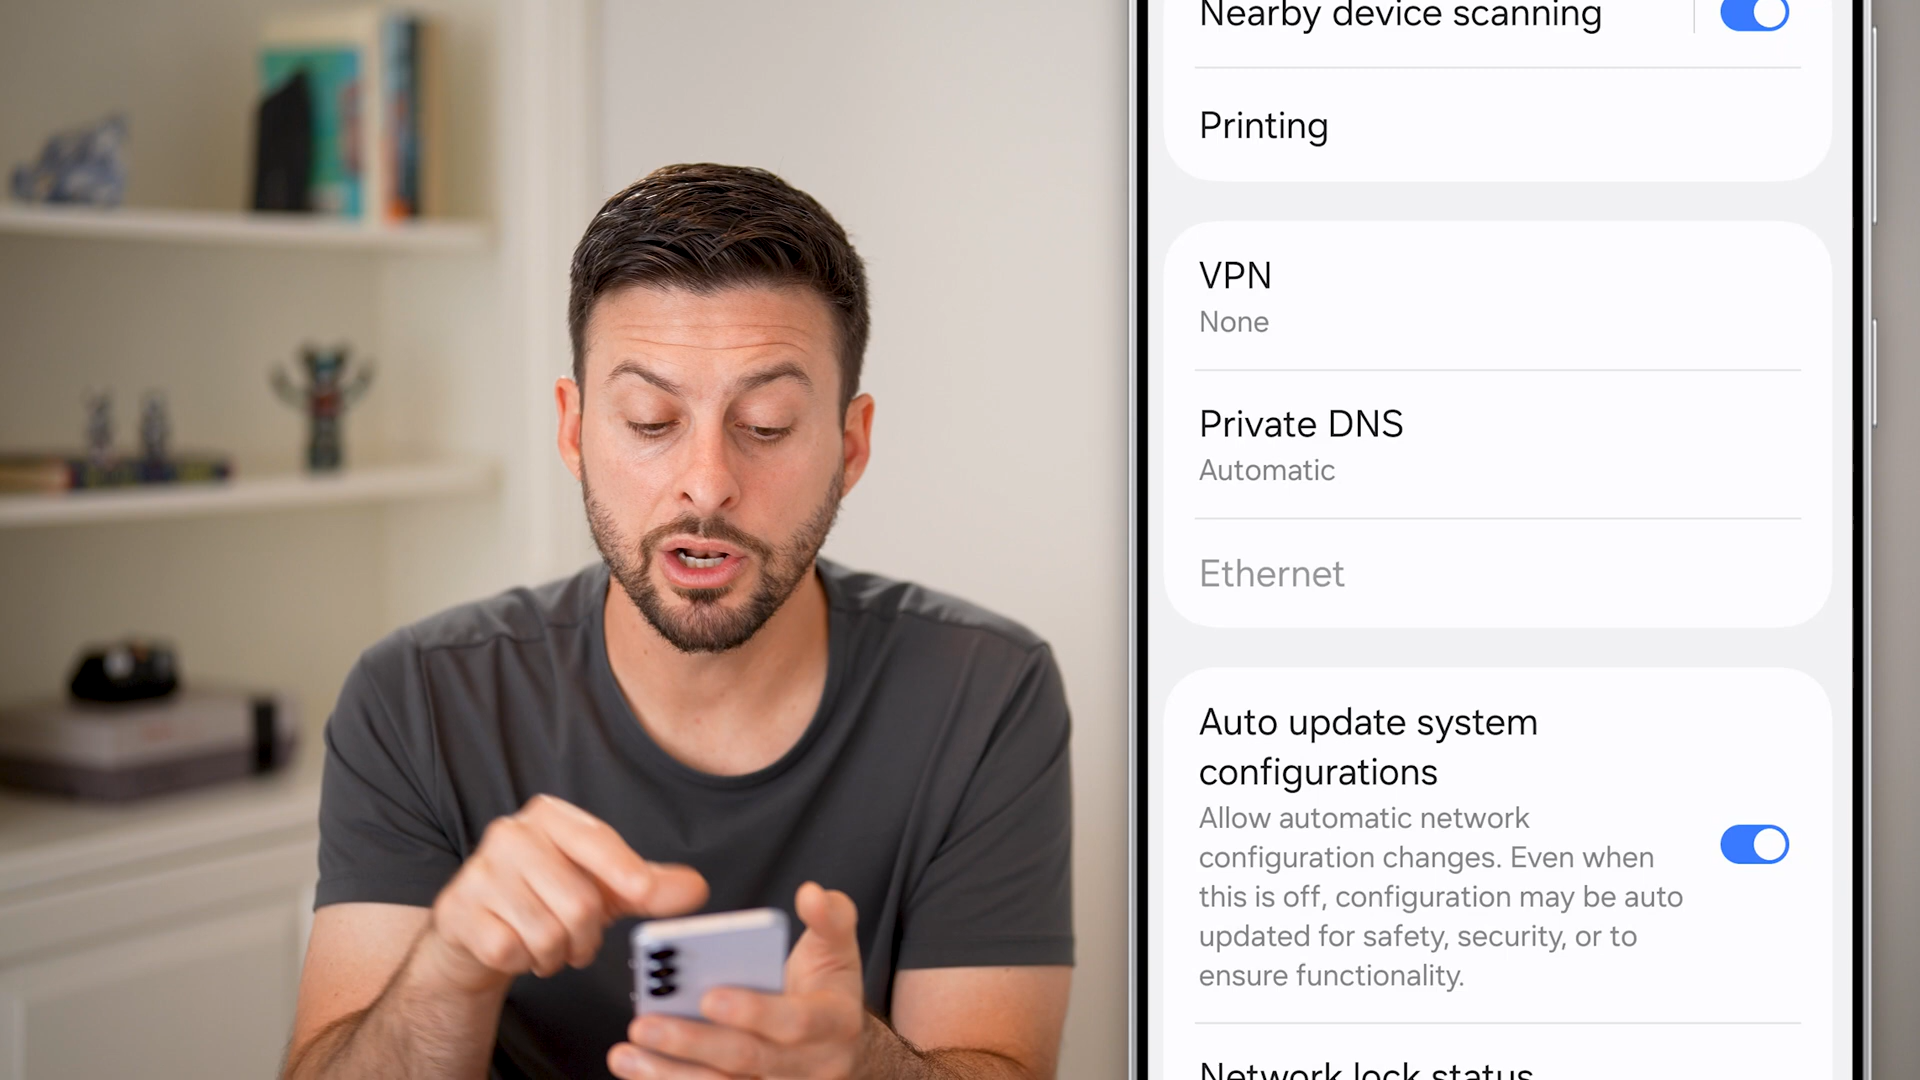 Nearby device scanning
Printing
VPN
None
Private DNS
Automatic
Ethernet
Auto update system
configurations
Allow automatic network
configuration changes. Even when
this is off, configuration may be auto
updated for safety, security, or to
ensure functionality.
Network lock status